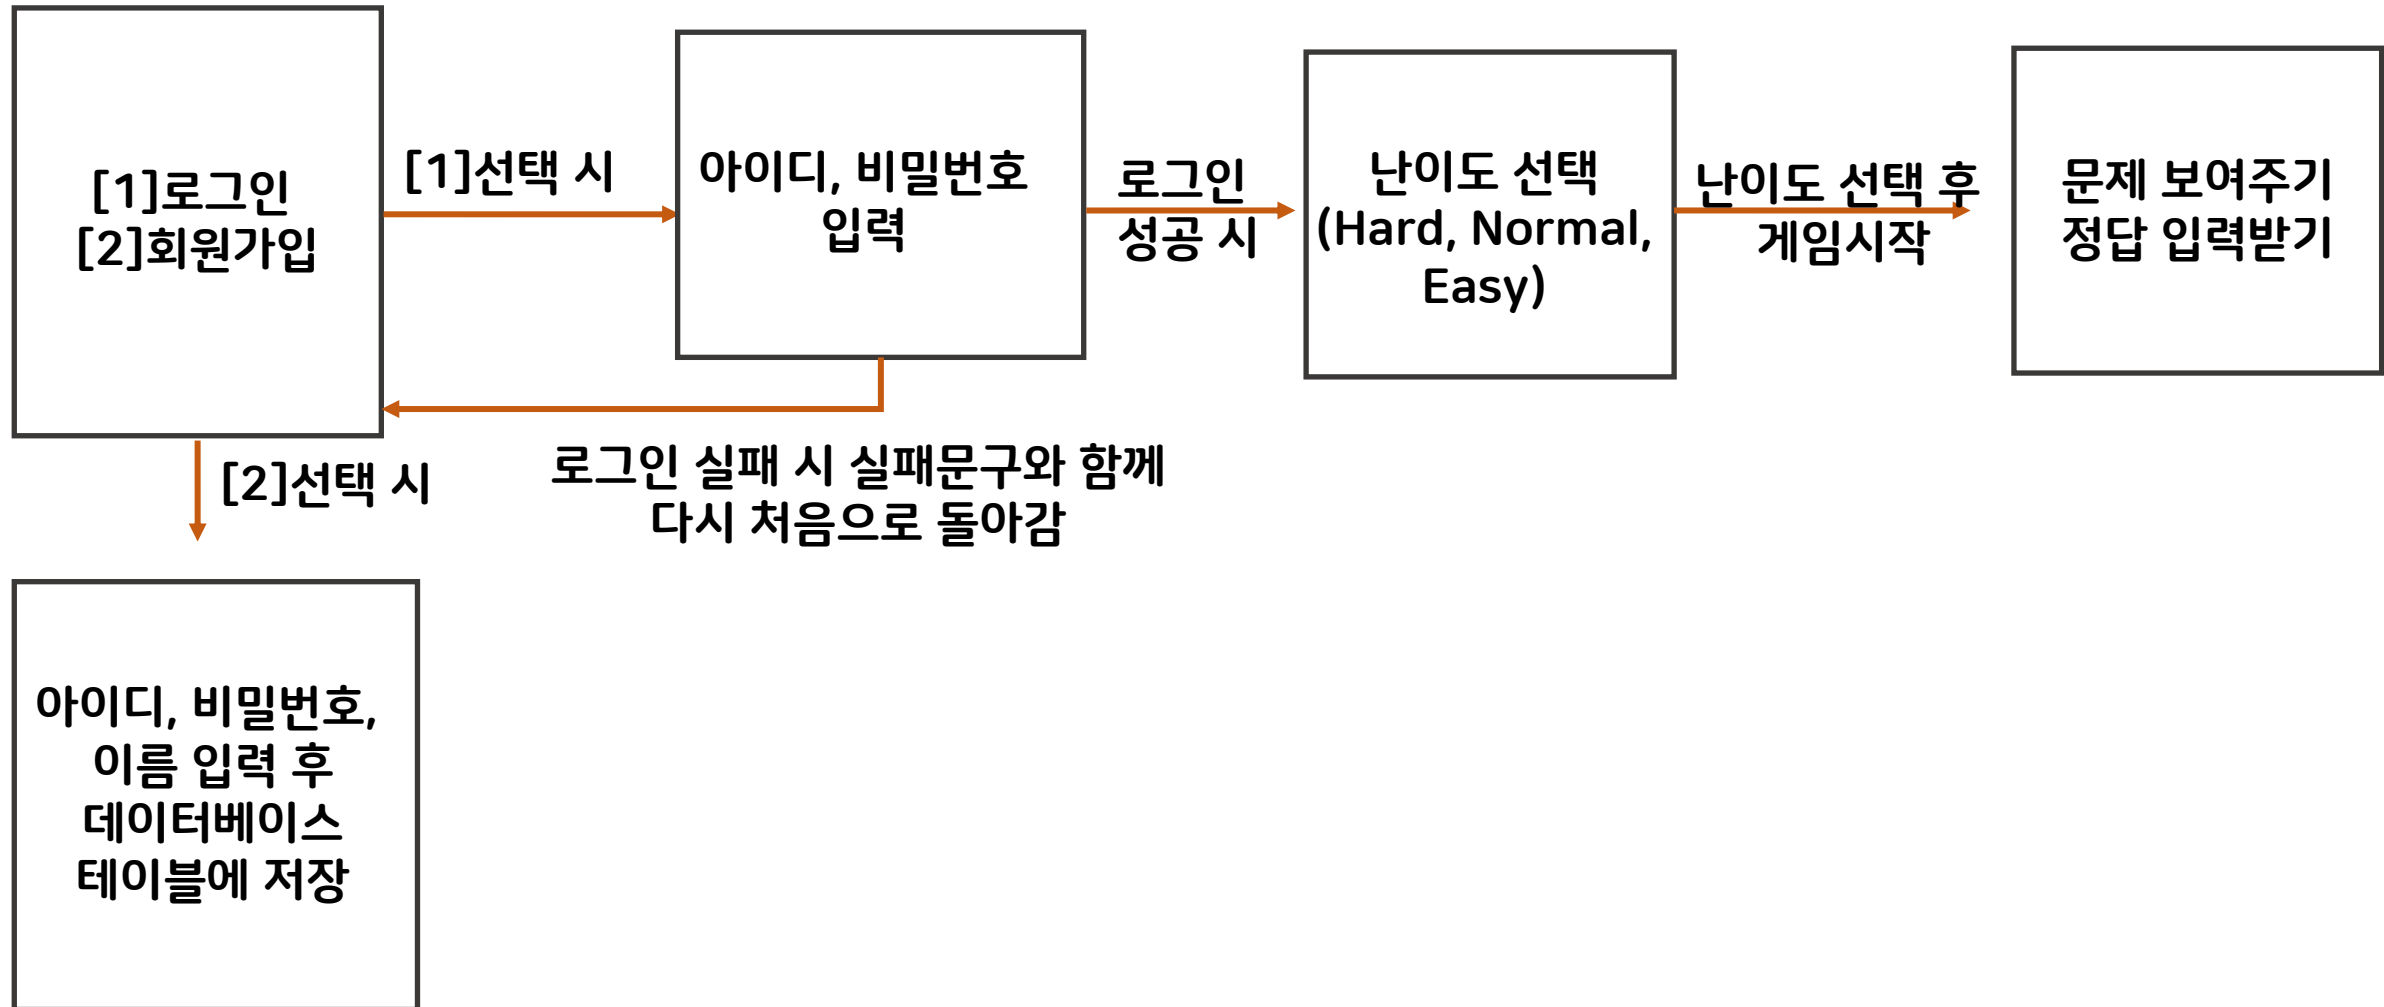 [1]로그인
[2]회원가입
[1]선택 시
아이디, 비밀번호
입력
로그인
성공 시
난이도 선택
(Hard, Normal,
Easy)
난이도 선택 후
게임시작
문제 보여주기
정답 입력받기
로그인 실패 시 실패문구와 함께
다시 처음으로 돌아감
[2]선택 시
아이디, 비밀번호,
이름 입력 후
데이터베이스
테이블에 저장